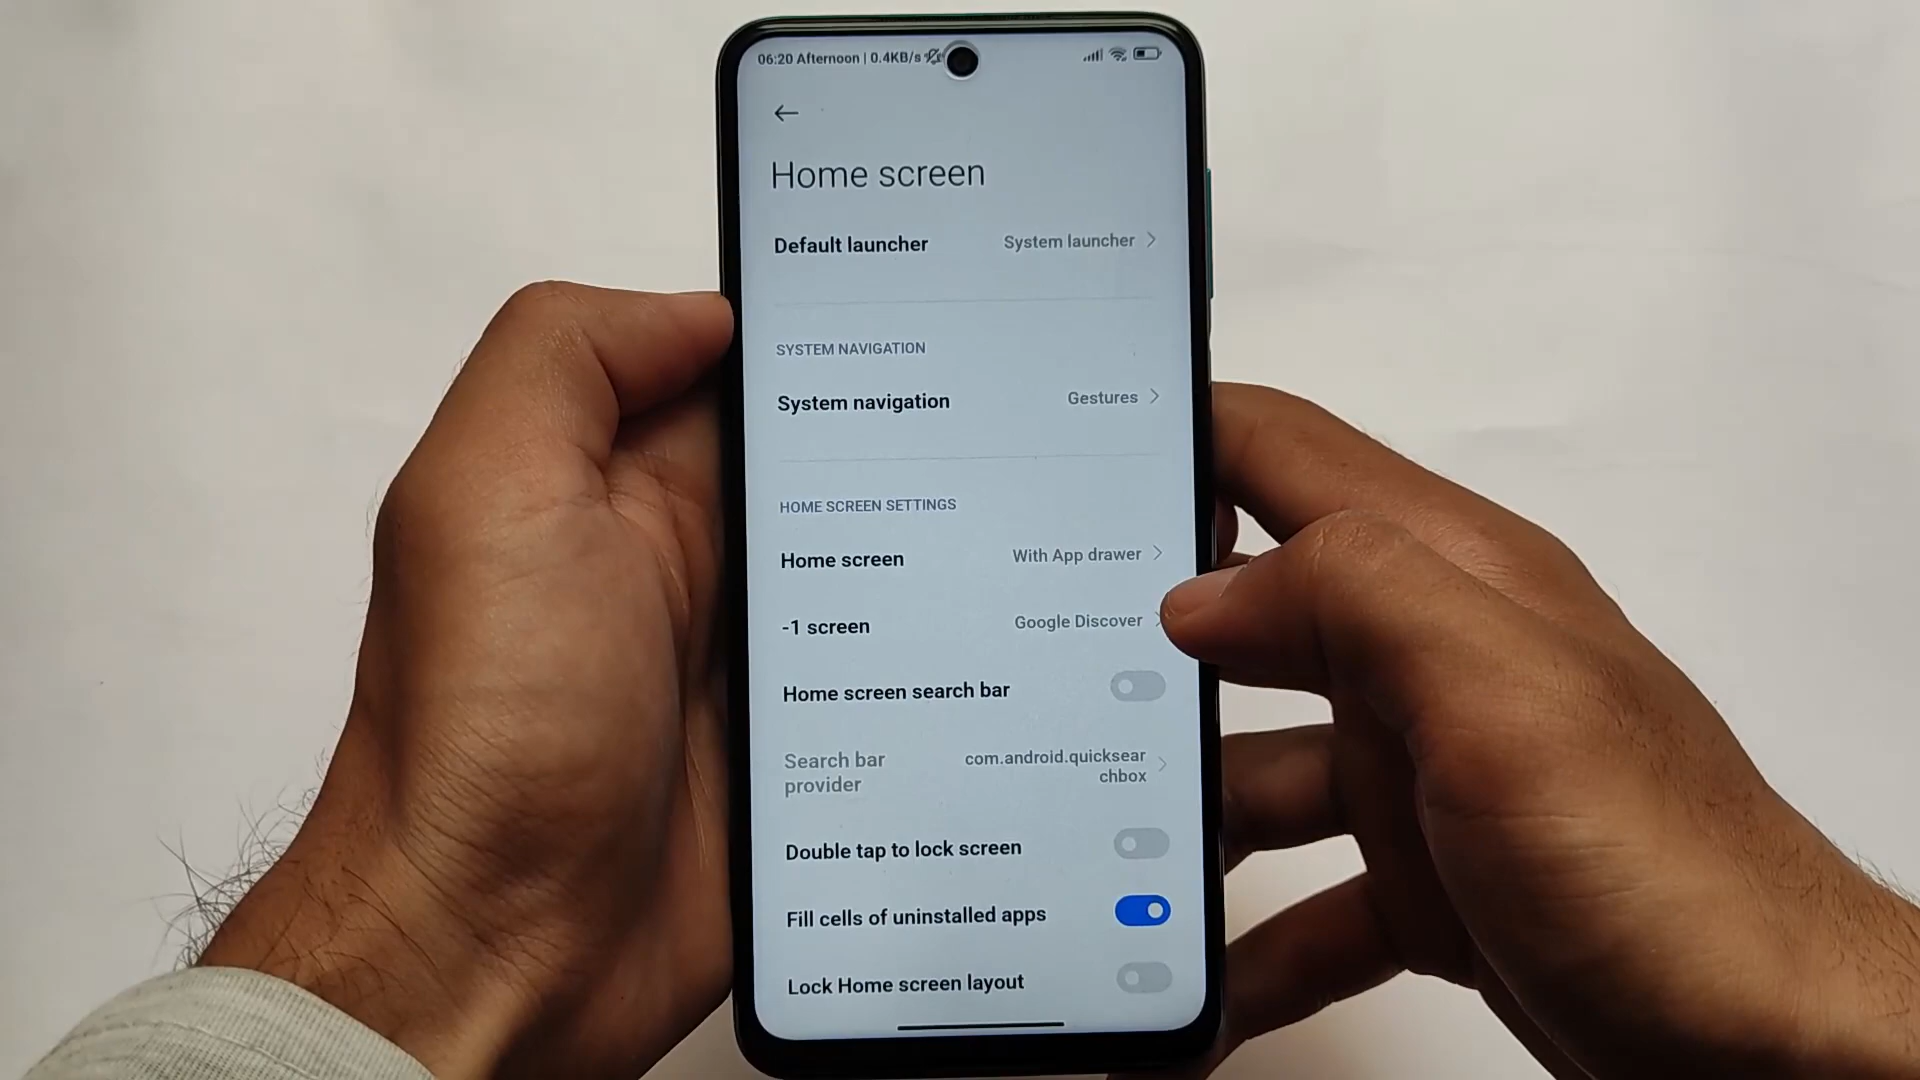 06:20 Afternoon | 0.4KB/s
Home screen
Default launcher System launcher
SYSTEM NAVIGATION
System navigation Gestures
HOME SCREEN SETTINGS
Home screen With App drawer
-1 screen Google Discover
Home screen search bar
Search bar provider com.android.quicksear
chbox
Double tap to lock screen
Fill cells of uninstalled apps
Lock Home screen layout